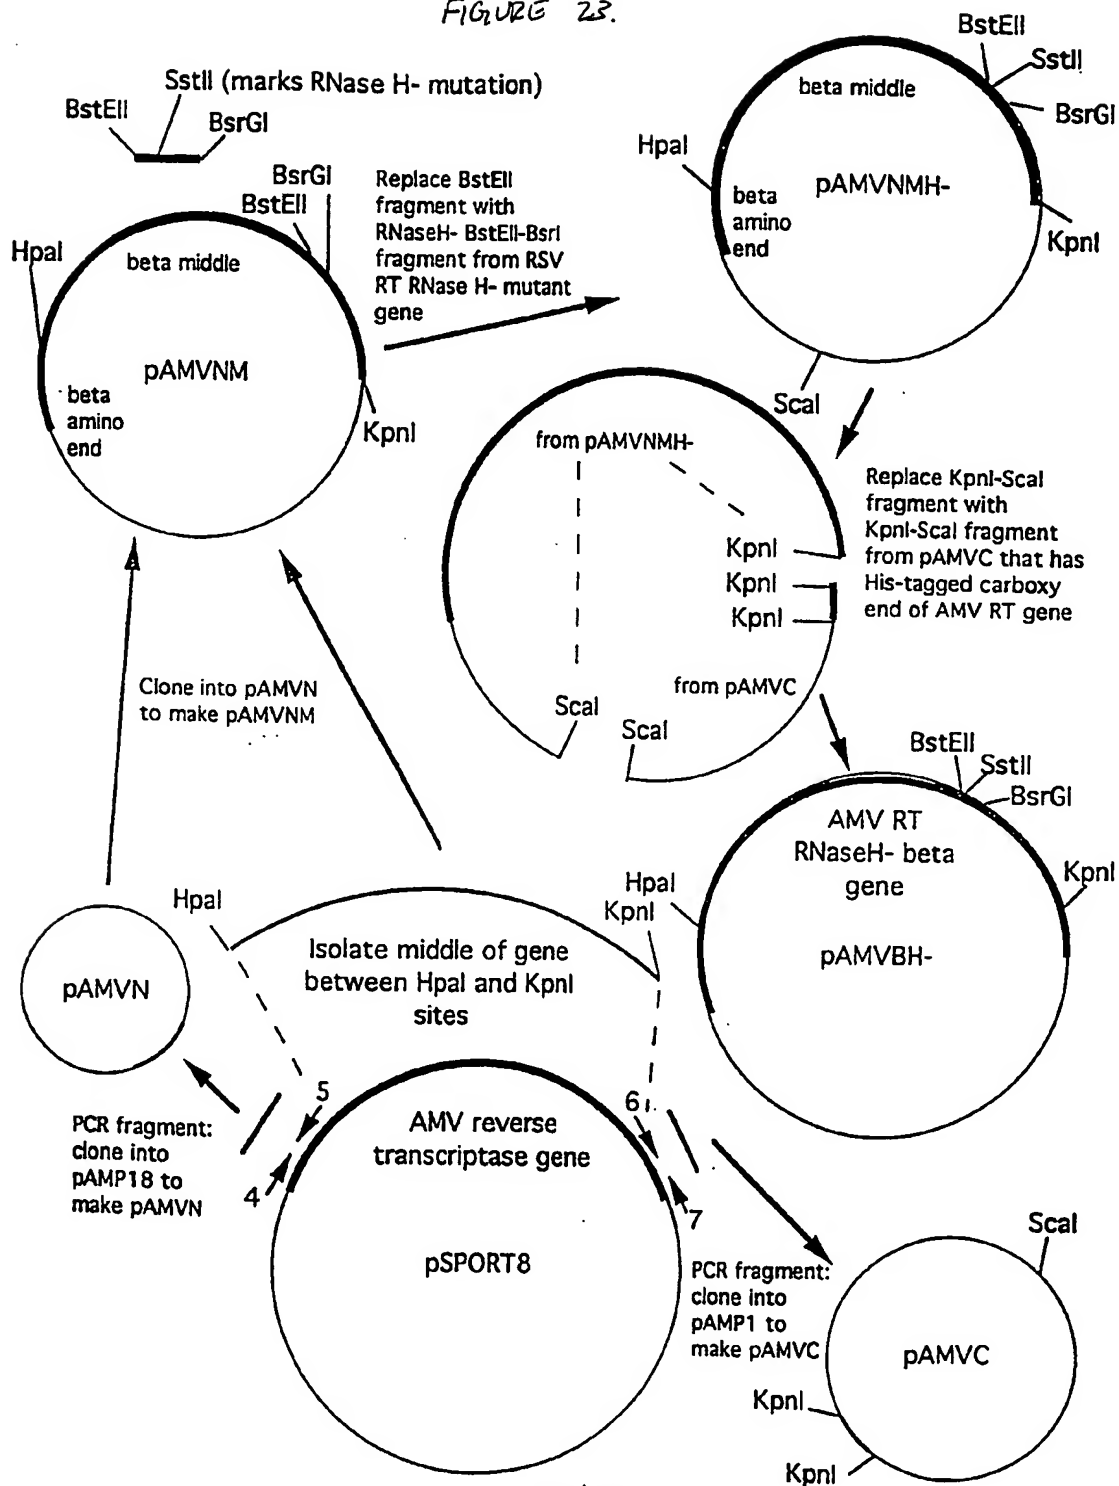 FIGURE 23.
SstII (marks RNase H- mutation)
BstEII
BsrGI
BsrGI
BstEII
HpaI
beta middle
pAMVNM
beta
amino
end
KpnI
Replace BstEII
fragment with
RNaseH- BstEII-BsrI
fragment from RSV
RT RNase H- mutant
gene
BstEII
SstII
BsrGI
beta middle
HpaI
pAMVNMH-
beta
amino
end
KpnI
ScaI
from pAMVNMH-
KpnI
KpnI
KpnI
Replace KpnI-ScaI
fragment with
KpnI-ScaI fragment
from pAMVC that has
His-tagged carboxy
end of AMV RT gene
from pAMVC
ScaI
ScaI
Clone into pAMVN
to make pAMVNM
BstEII
SstII
BsrGI
AMV RT
RNaseH- beta
gene
KpnI
HpaI
pAMVBH-
HpaI
KpnI
Isolate middle of gene
between HpaI and KpnI
sites
pAMVN
PCR fragment:
clone into
pAMP18 to
make pAMVN
5
4
6
7
AMV reverse
transcriptase gene
pSPORT8
PCR fragment:
clone into
pAMP1 to
make pAMVC
ScaI
pAMVC
KpnI
KpnI